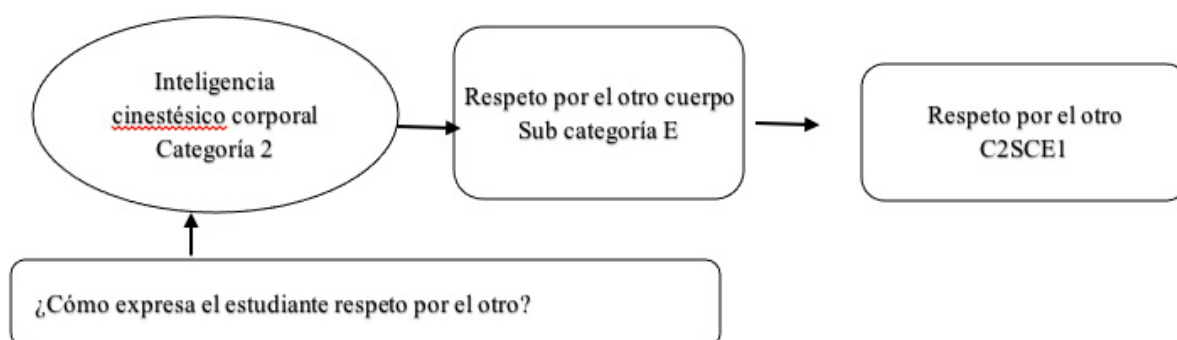 Inteligencia
cinestésico corporal
Categoría 2
Respeto por el otro cuerpo
Sub categoría E
Respeto por el otro
C2SCE1
¿Cómo expresa el estudiante respeto por el otro?